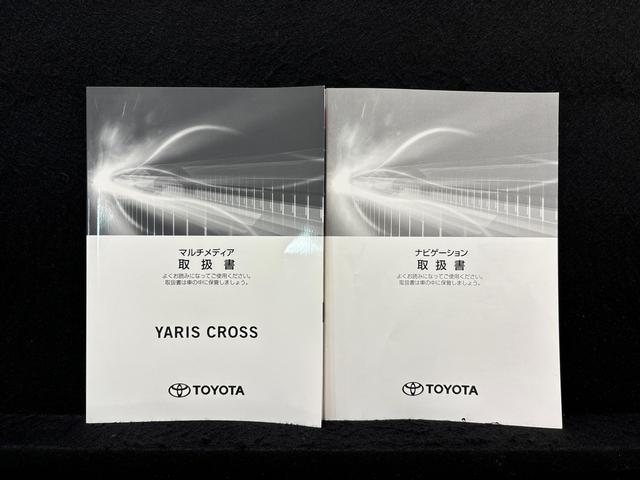 マルチメディア
取扱書
よくお読みになってご使用ください。
取扱書は車の中に保管しましょう。
YARIS CROSS
TOYOTA
ナビゲーション
取扱書
よくお読みになってご使用ください。
取扱書は車の中に保管しましょう。
TOYOTA